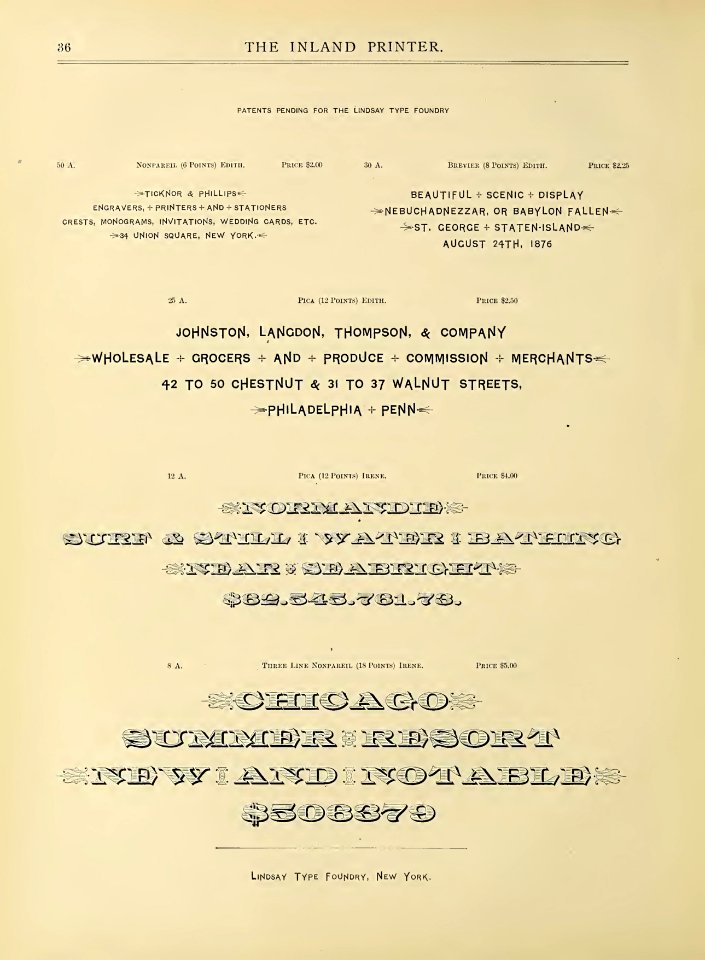 36
THE INLAND PRINTER.
PATENTS PENDING FOR THE LINDSAY TYPE FOUNDRY
50 A. NONPAREIL (6 POINTS) EDITH. PRICE $2.00
TICKNOR & PHILLIPS
ENGRAVERS, ÷ PRINTERS ÷ AND ÷ STATIONERS
CRESTS, MONOGRAMS, INVITATIONS, WEDDING CARDS, ETC.
34 UNION SQUARE, NEW YORK.
30 A. BREVIER (8 POINTS) EDITH. PRICE $2.25
BEAUTIFUL ÷ SCENIC ÷ DISPLAY
NEBUCHADNEZZAR, OR BABYLON FALLEN
ST. GEORGE ÷ STATEN-ISLAND
AUGUST 24TH, 1876
25 A. PICA (12 POINTS) EDITH. PRICE $2.50
JOHNSTON, LANGDON, THOMPSON, & COMPANY
WHOLESALE ÷ GROCERS ÷ AND ÷ PRODUCE ÷ COMMISSION ÷ MERCHANTS
42 TO 50 CHESTNUT & 31 TO 37 WALNUT STREETS,
PHILADELPHIA ÷ PENN
12 A. PICA (12 POINTS) IRENE. PRICE $4.00
NORMANDIE
SURF & STILL WATER BATHING
NEAR SEABRIGHT
$62.545.781.73.
8 A. THREE LINE NONPAREIL (18 POINTS) IRENE. PRICE $5.00
CHICAGO
SUMMER RESORT
NEW AND NOTABLE
$506379
LINDSAY TYPE FOUNDRY, NEW YORK.